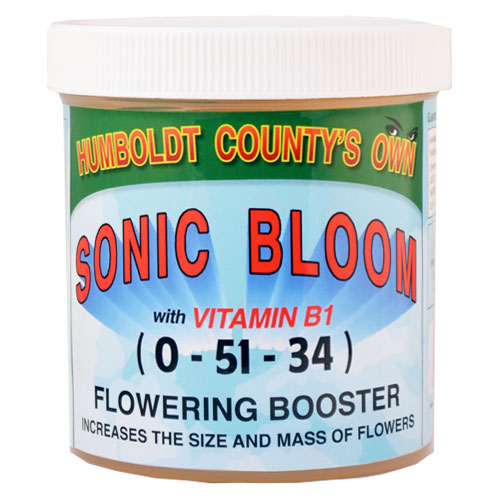 HUMBOLDT COUNTY'S OWN
SONIC BLOOM
with VITAMIN B1
(0 - 51 - 34)
FLOWERING BOOSTER
INCREASES THE SIZE AND MASS OF FLOWERS